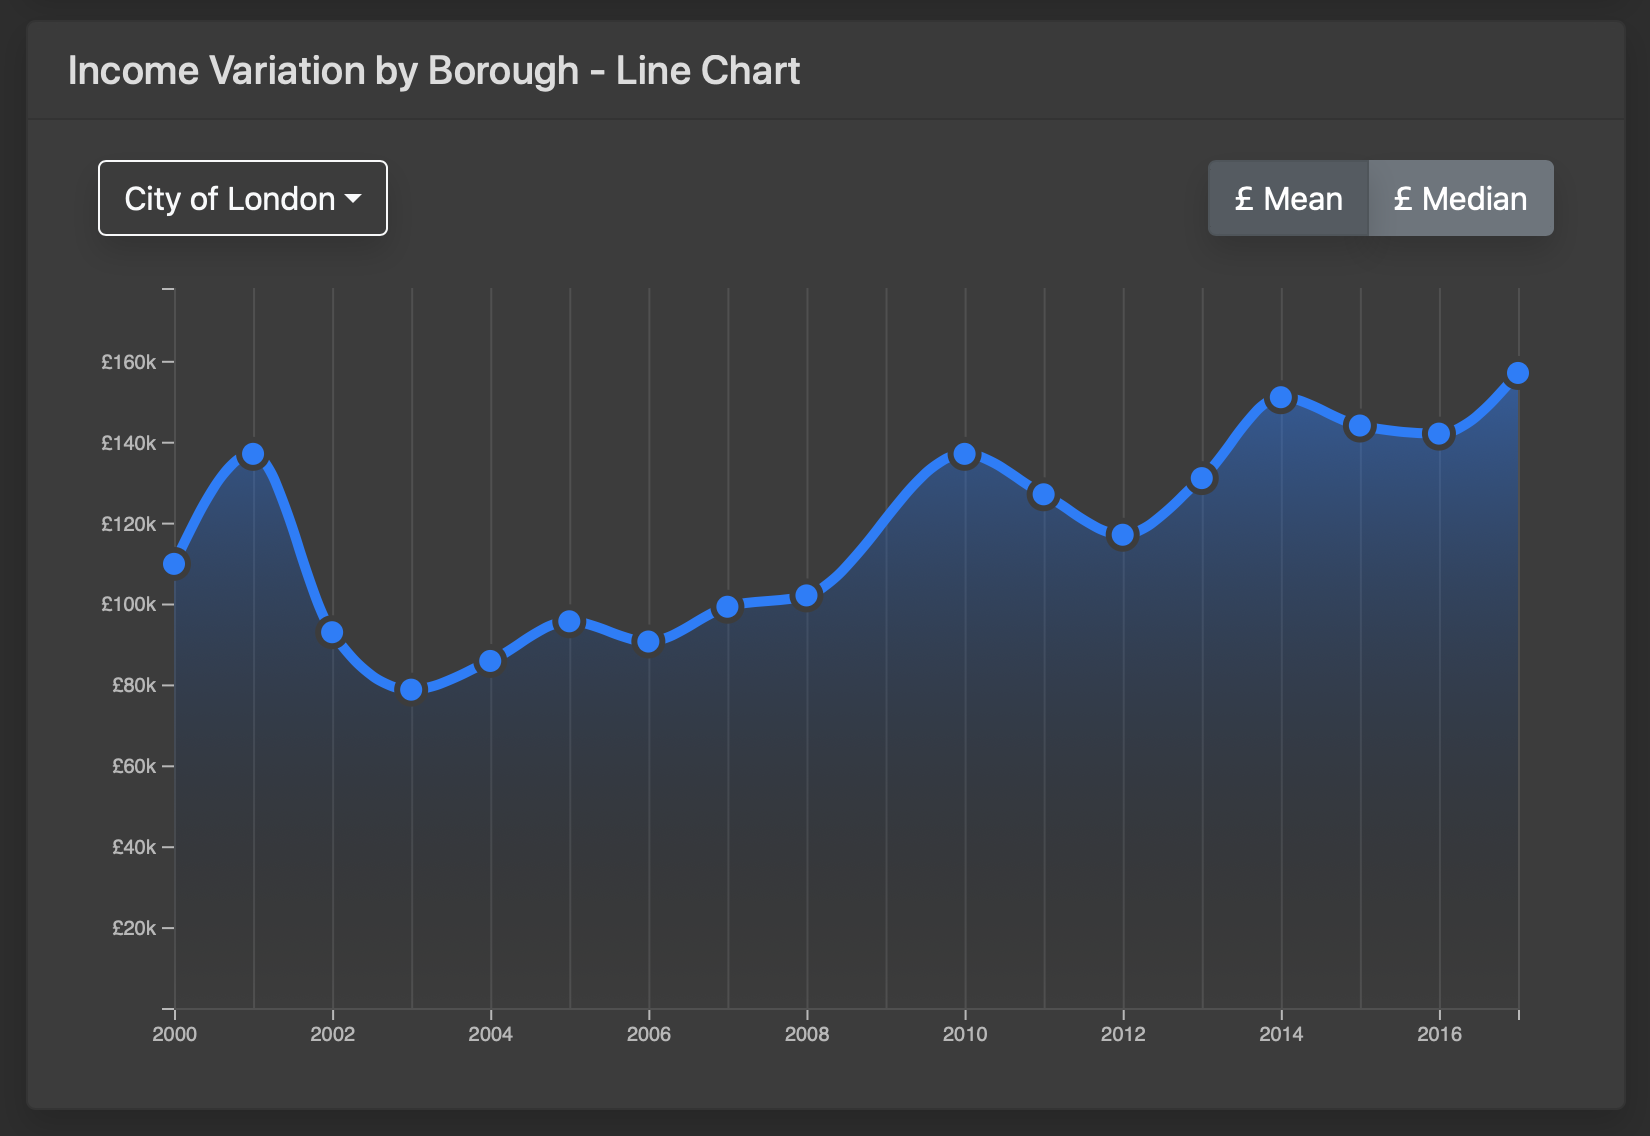 Income Variation by Borough - Line Chart
City of London
£ Mean £ Median
£160k
£140k
£120k
£100k
£80k
£60k
£40k
£20k
2000 2002 2004 2006 2008 2010 2012 2014 2016